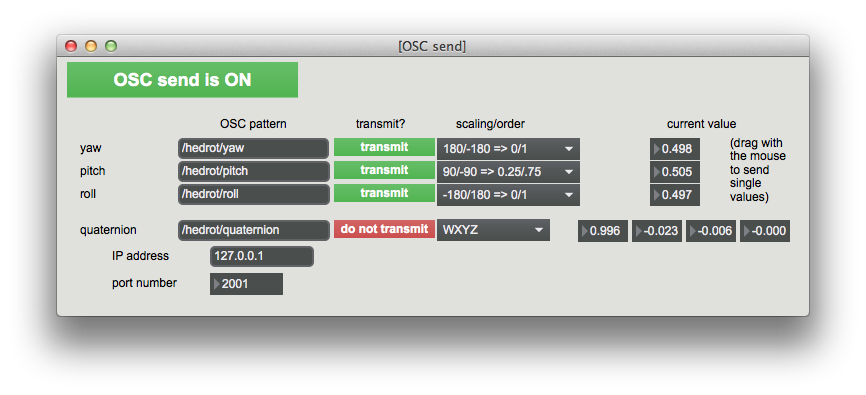 [OSC send]
OSC send is ON
OSC pattern transmit? scaling/order current value
yaw /hedrot/yaw transmit 180/-180 => 0/1 0.498
pitch /hedrot/pitch transmit 90/-90 => 0.25/.75 0.505
roll /hedrot/roll transmit -180/180 => 0/1 0.497
(drag with
the mouse
to send
single
values)
quaternion /hedrot/quaternion do not transmit WXYZ 0.996 -0.023 -0.006 -0.000
IP address 127.0.0.1
port number 2001